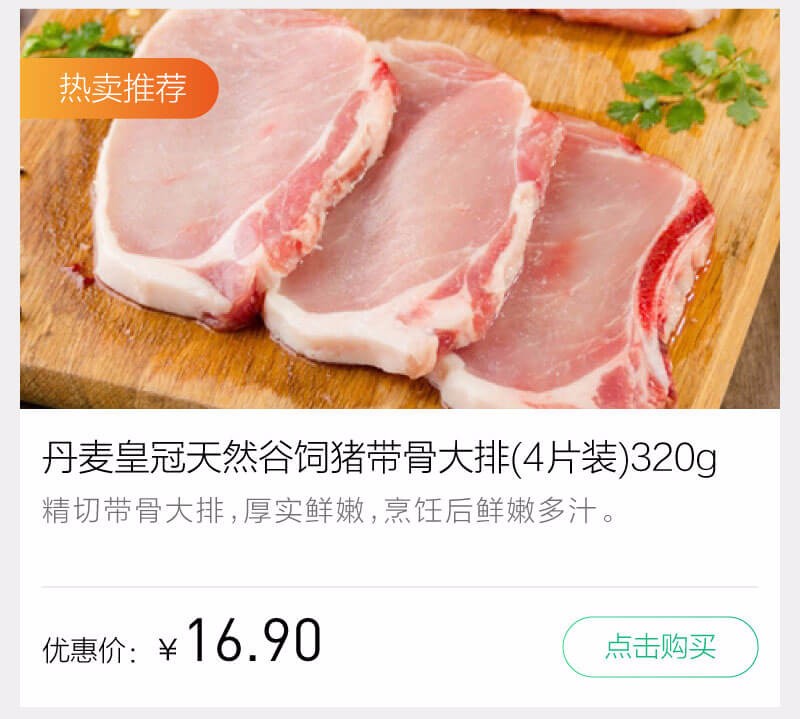 热卖推荐
丹麦皇冠天然谷饲猪带骨大排(4片装)320g
精切带骨大排,厚实鲜嫩,烹饪后鲜嫩多汁。
优惠价：￥16.90
点击购买